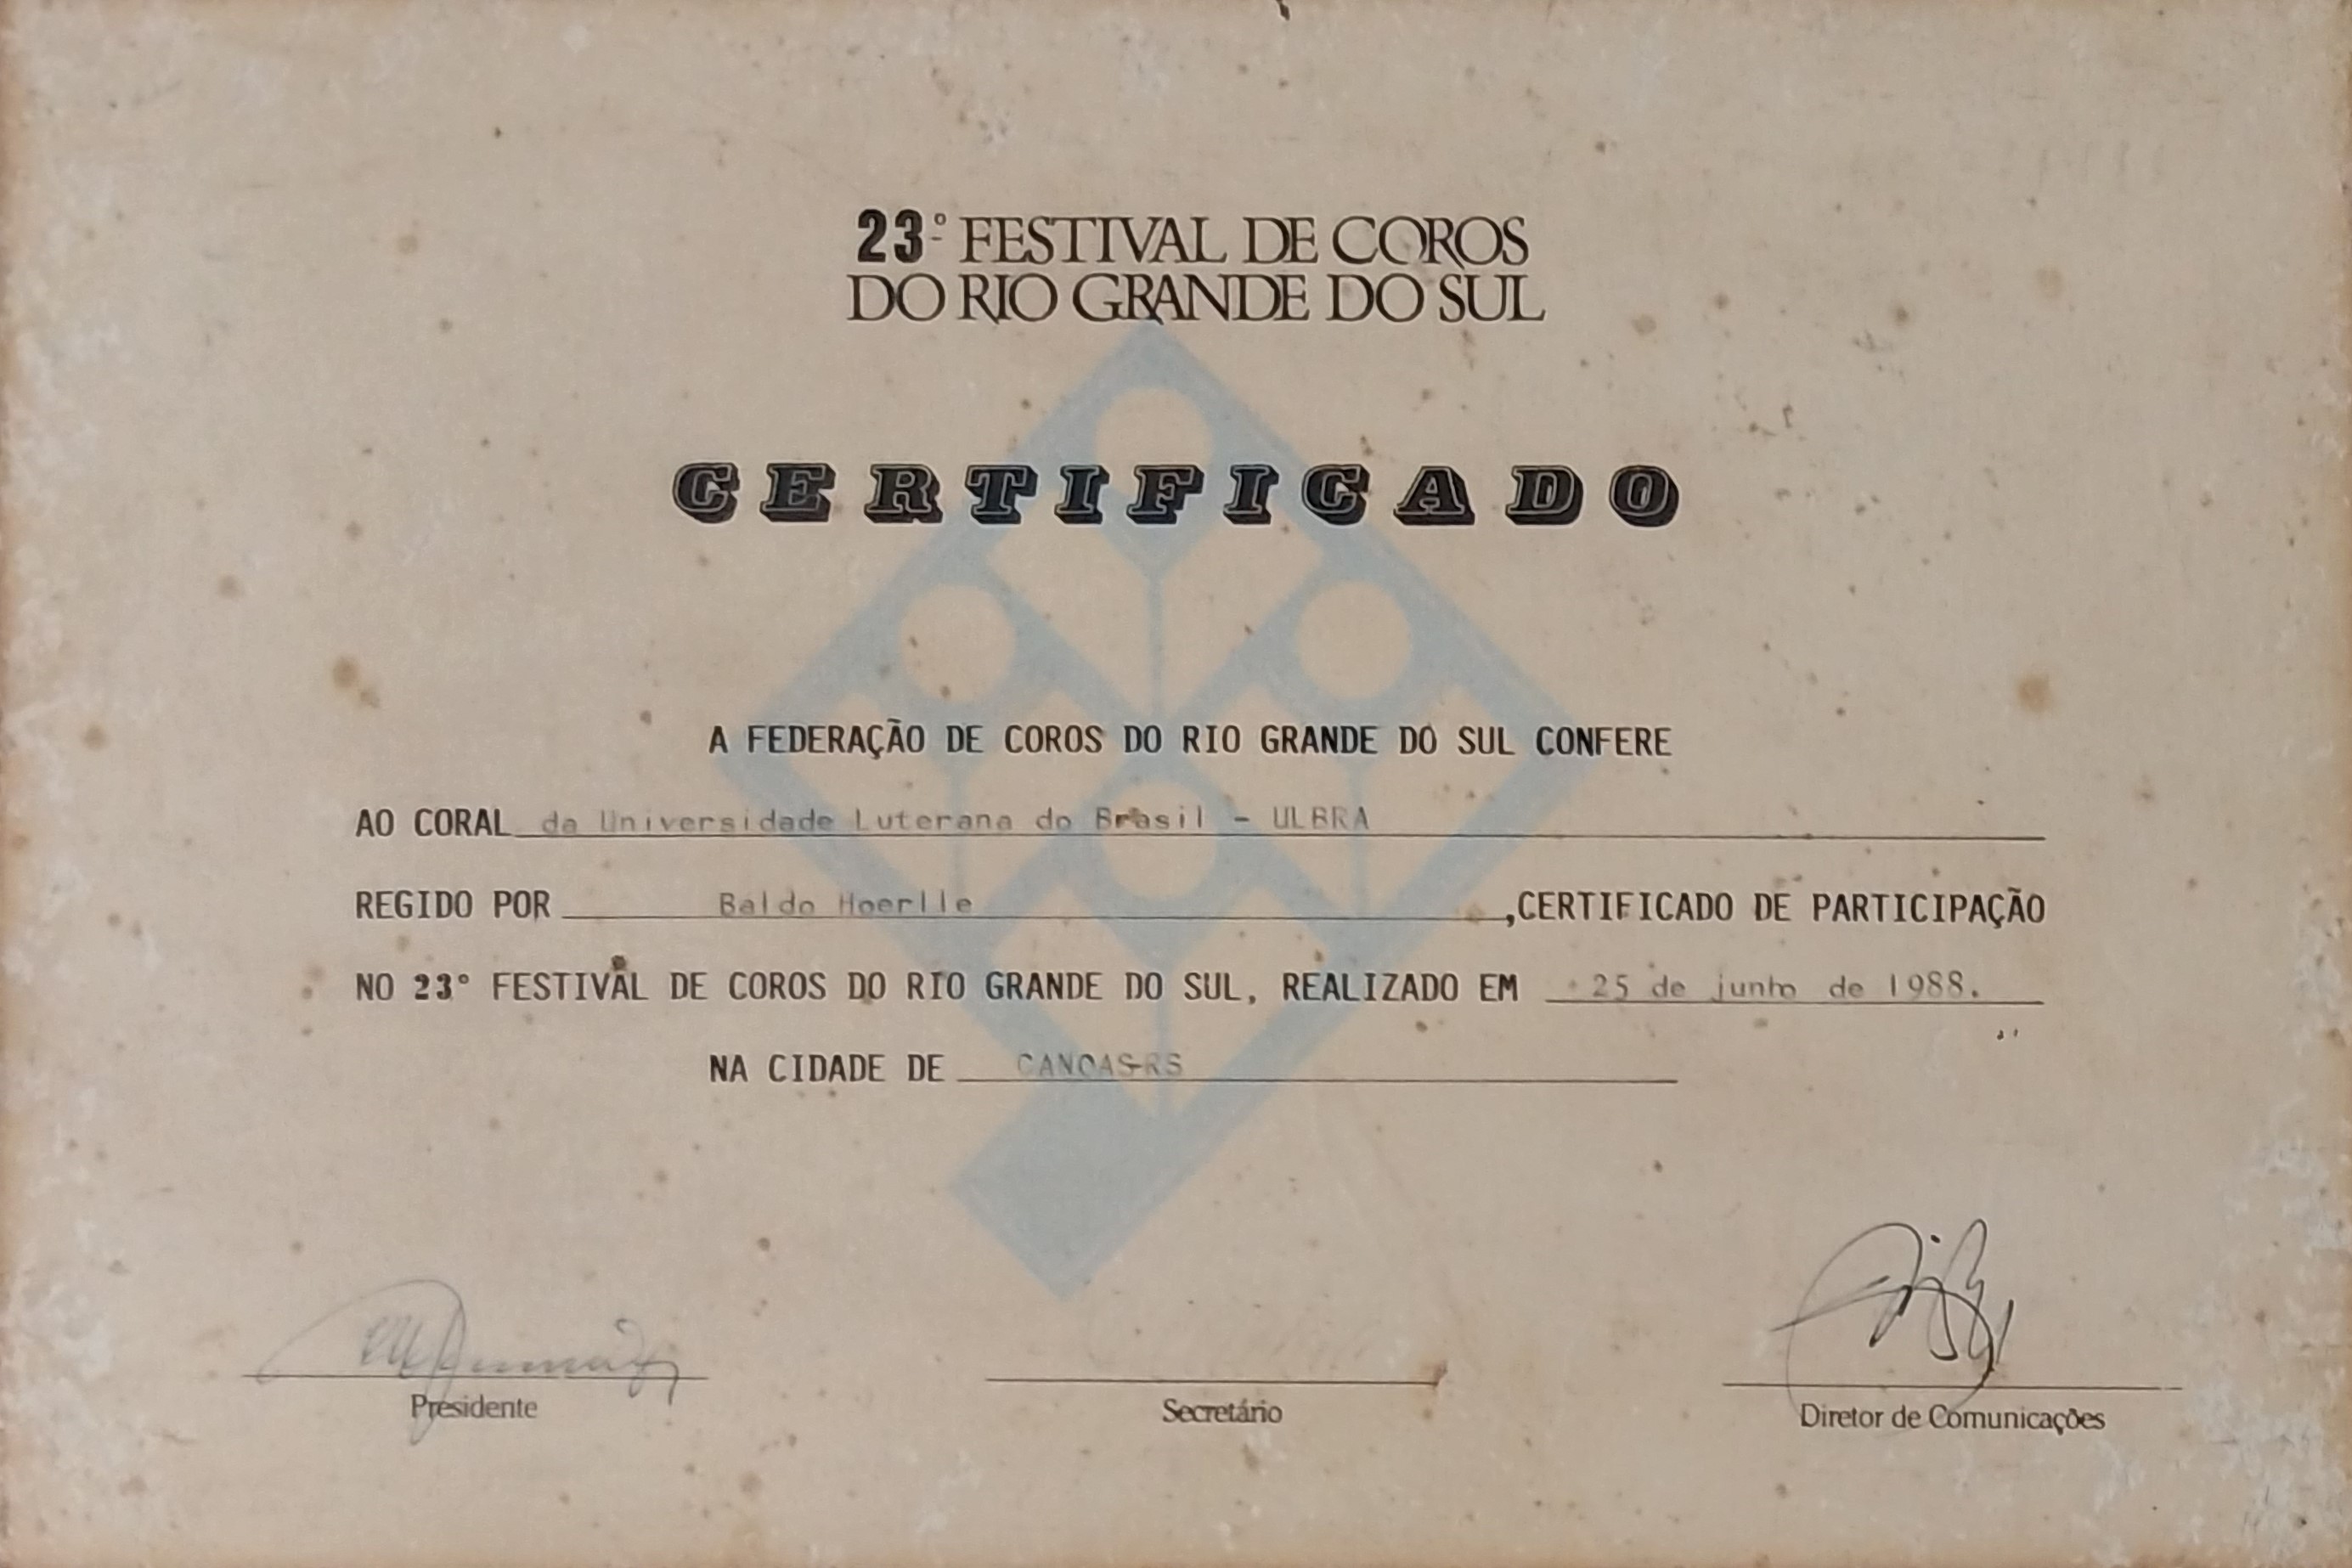 23º FESTIVAL DE COROS
DO RIO GRANDE DO SUL
CERTIFICADO
A FEDERAÇÃO DE COROS DO RIO GRANDE DO SUL CONFERE
AO CORAL da Universidade Luterana do Brasil - ULBRA
REGIDO POR Baldo Hoerlle ,CERTIFICADO DE PARTICIPAÇÃO
NO 23º FESTIVAL DE COROS DO RIO GRANDE DO SUL, REALIZADO EM 25 de junho de 1988.
NA CIDADE DE CANOAS-RS
Presidente Secretário Diretor de Comunicações